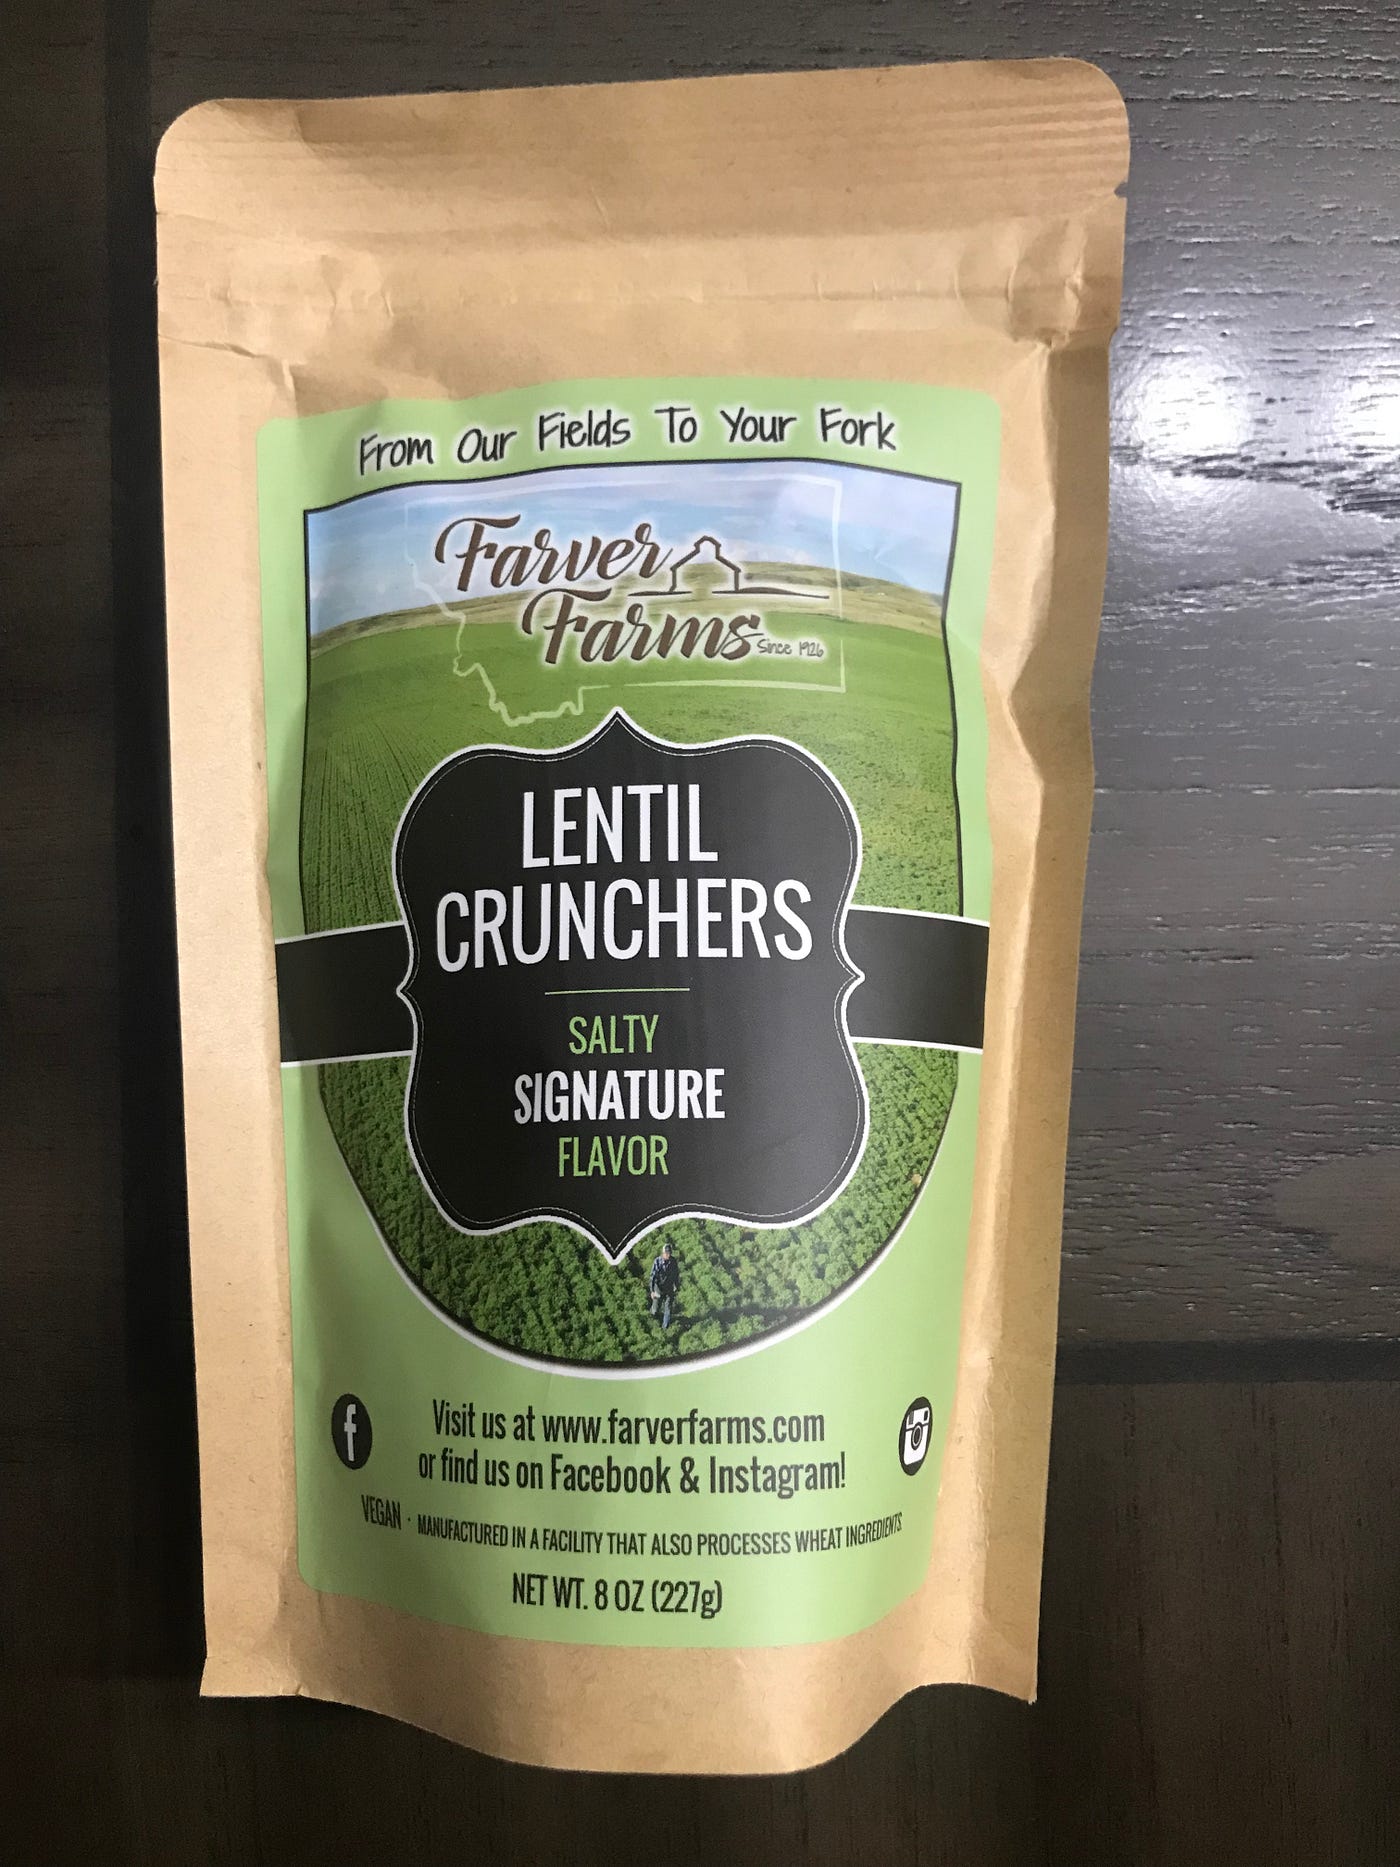 From Our Fields To Your Fork
Farver
Farms
Since 1926
LENTIL
CRUNCHERS
SALTY
SIGNATURE
FLAVOR
Visit us at www.farverfarms.com
or find us on Facebook & Instagram!
VEGAN · MANUFACTURED IN A FACILITY THAT ALSO PROCESSES WHEAT INGREDIENTS.
NET WT. 8 OZ (227g)